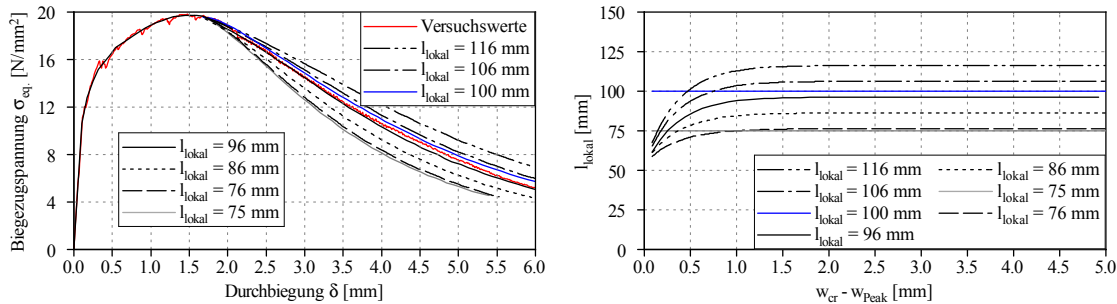 Biegezugspannung σeq. [N/mm²]
20
16
12
8
4
0
0.0 0.5 1.0 1.5 2.0 2.5 3.0 3.5 4.0 4.5 5.0 5.5 6.0
Durchbiegung δ [mm]
Versuchswerte
llokal = 116 mm
llokal = 106 mm
llokal = 100 mm
llokal = 96 mm
llokal = 86 mm
llokal = 76 mm
llokal = 75 mm
llokal [mm]
150
125
100
75
50
25
0
0.0 0.5 1.0 1.5 2.0 2.5 3.0 3.5 4.0 4.5 5.0
wcr - wPeak [mm]
llokal = 116 mm
llokal = 106 mm
llokal = 100 mm
llokal = 96 mm
llokal = 86 mm
llokal = 75 mm
llokal = 76 mm